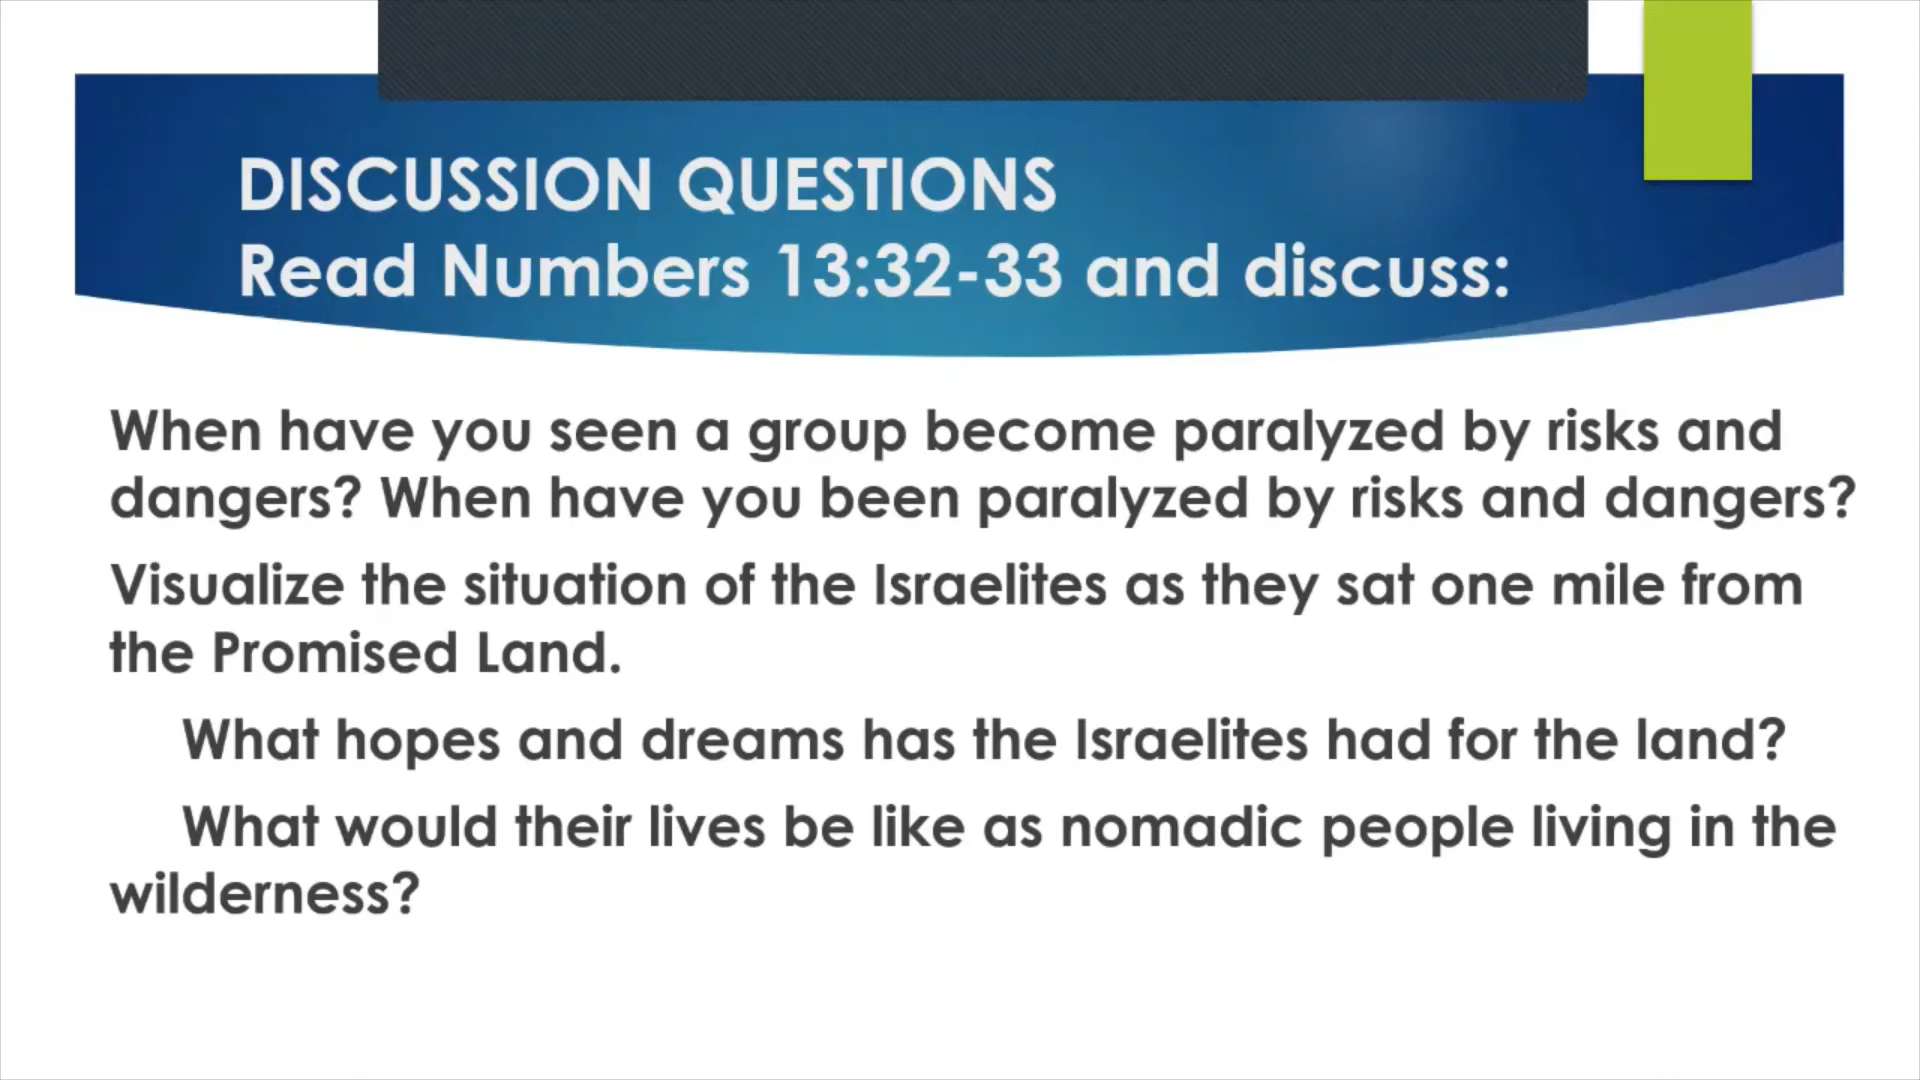 DISCUSSION QUESTIONS
Read Numbers 13:32-33 and discuss:
When have you seen a group become paralyzed by risks and
dangers? When have you been paralyzed by risks and dangers?
Visualize the situation of the Israelites as they sat one mile from
the Promised Land.
What hopes and dreams has the Israelites had for the land?
What would their lives be like as nomadic people living in the
wilderness?